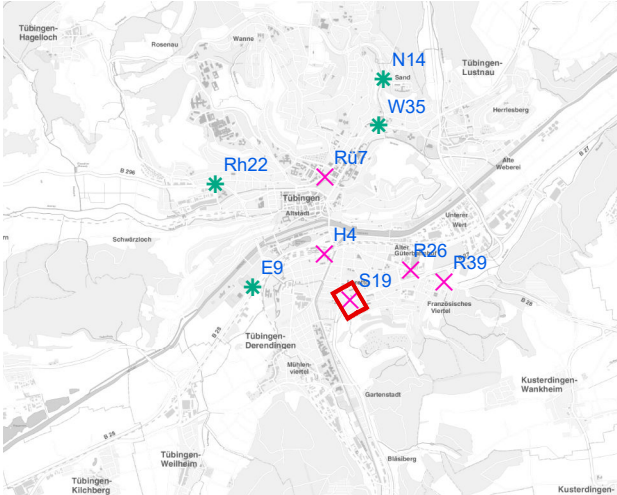 Tübingen-
Hagelloch
Rosenau
Wanne
N14
Sand
Tübingen-
Lustnau
W35
Herrlesberg
B 27
Rü7
Alte
Weberei
Rh22
B 296
Tübingen
Altstadt
Unterm
Wert
Schwärzloch
H4
Alter
R26
E9
S19
R39
B 28
Französisches
Viertel
B 28
Tübingen-
Derendingen
Mühlen-
viertel
Gartenstadt
Kusterdingen-
Wankheim
B 28
Tübingen-
Weilheim
Bläsiberg
Tübingen-
Kilchberg
Kusterdingen-